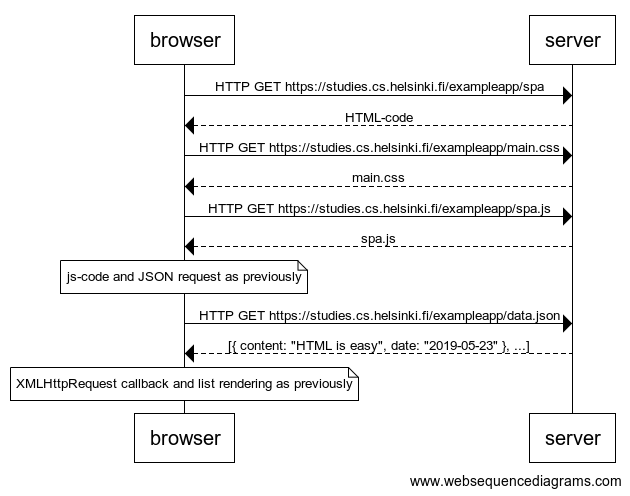 browser
server
HTTP GET https://studies.cs.helsinki.fi/exampleapp/spa
HTML-code
HTTP GET https://studies.cs.helsinki.fi/exampleapp/main.css
main.css
HTTP GET https://studies.cs.helsinki.fi/exampleapp/spa.js
spa.js
js-code and JSON request as previously
HTTP GET https://studies.cs.helsinki.fi/exampleapp/data.json
[{ content: "HTML is easy", date: "2019-05-23" }, ...]
XMLHttpRequest callback and list rendering as previously
browser
server
www.websequencediagrams.com